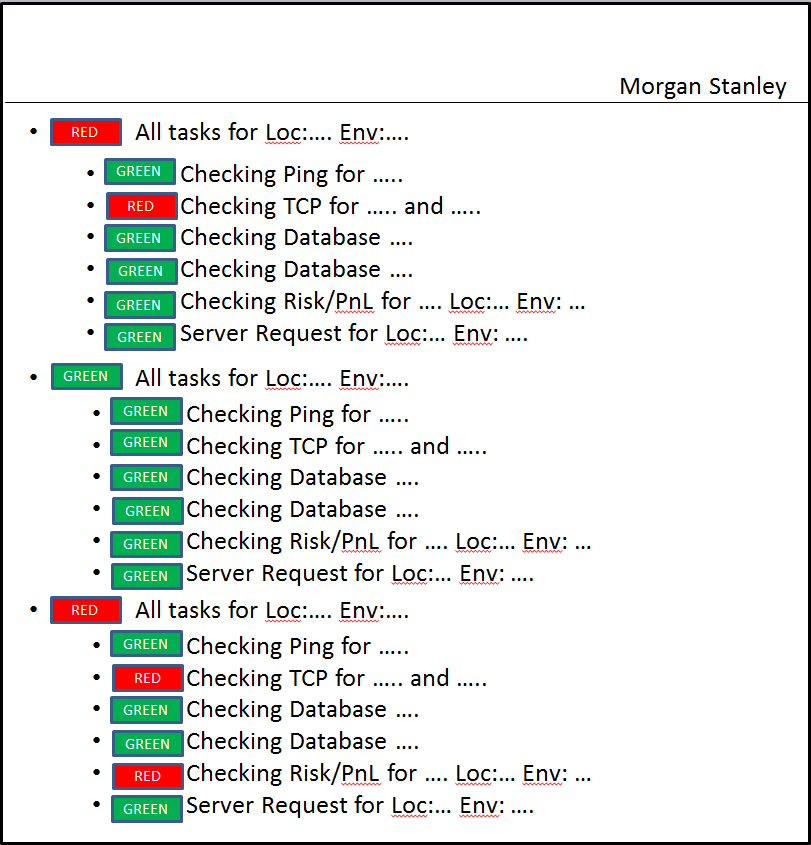 Morgan Stanley
• RED All tasks for Loc:.... Env:....
• GREEN Checking Ping for .....
• RED Checking TCP for ..... and .....
• GREEN Checking Database ....
• GREEN Checking Database ....
• GREEN Checking Risk/PnL for .... Loc:... Env: ...
• GREEN Server Request for Loc:... Env: ....
• GREEN All tasks for Loc:.... Env:....
• GREEN Checking Ping for .....
• GREEN Checking TCP for ..... and .....
• GREEN Checking Database ....
• GREEN Checking Database ....
• GREEN Checking Risk/PnL for .... Loc:... Env: ...
• GREEN Server Request for Loc:... Env: ....
• RED All tasks for Loc:.... Env:....
• GREEN Checking Ping for .....
• RED Checking TCP for ..... and .....
• GREEN Checking Database ....
• GREEN Checking Database ....
• RED Checking Risk/PnL for .... Loc:... Env: ...
• GREEN Server Request for Loc:... Env: ....